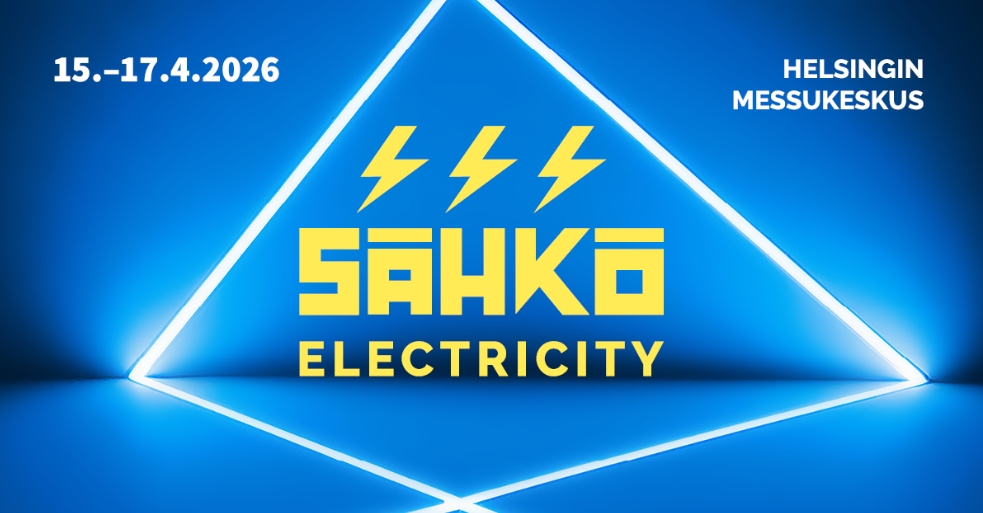 15.–17.4.2026
HELSINGIN
MESSUKESKUS
SÄHKÖ
ELECTRICITY